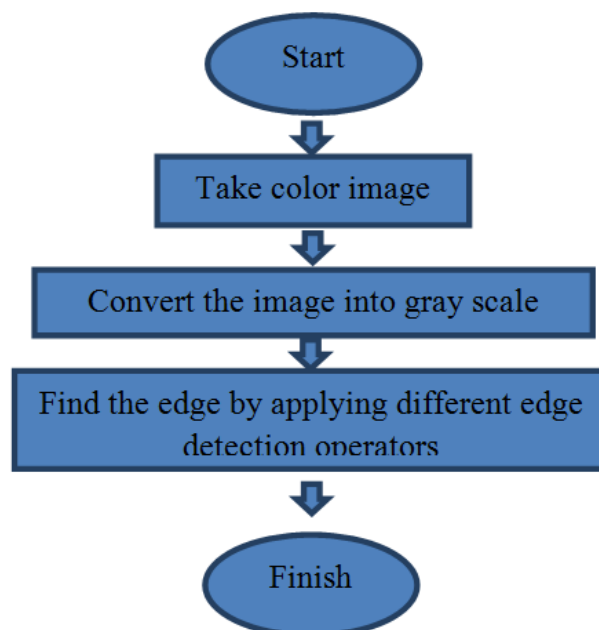 Start
Take color image
Convert the image into gray scale
Find the edge by applying different edge
detection operators
Finish